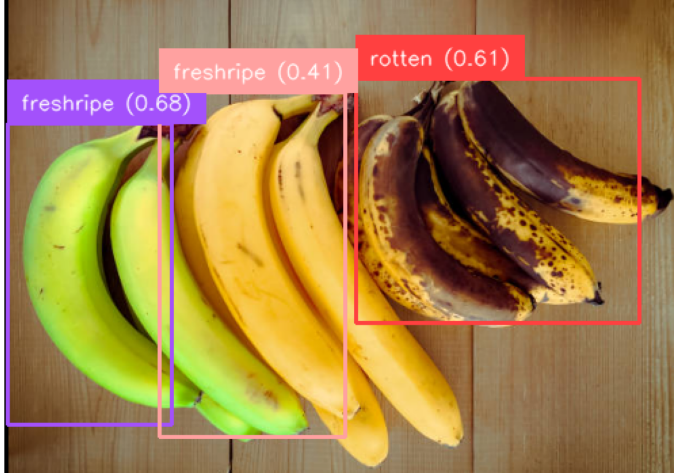 freshripe (0.68)
freshripe (0.41)
rotten (0.61)